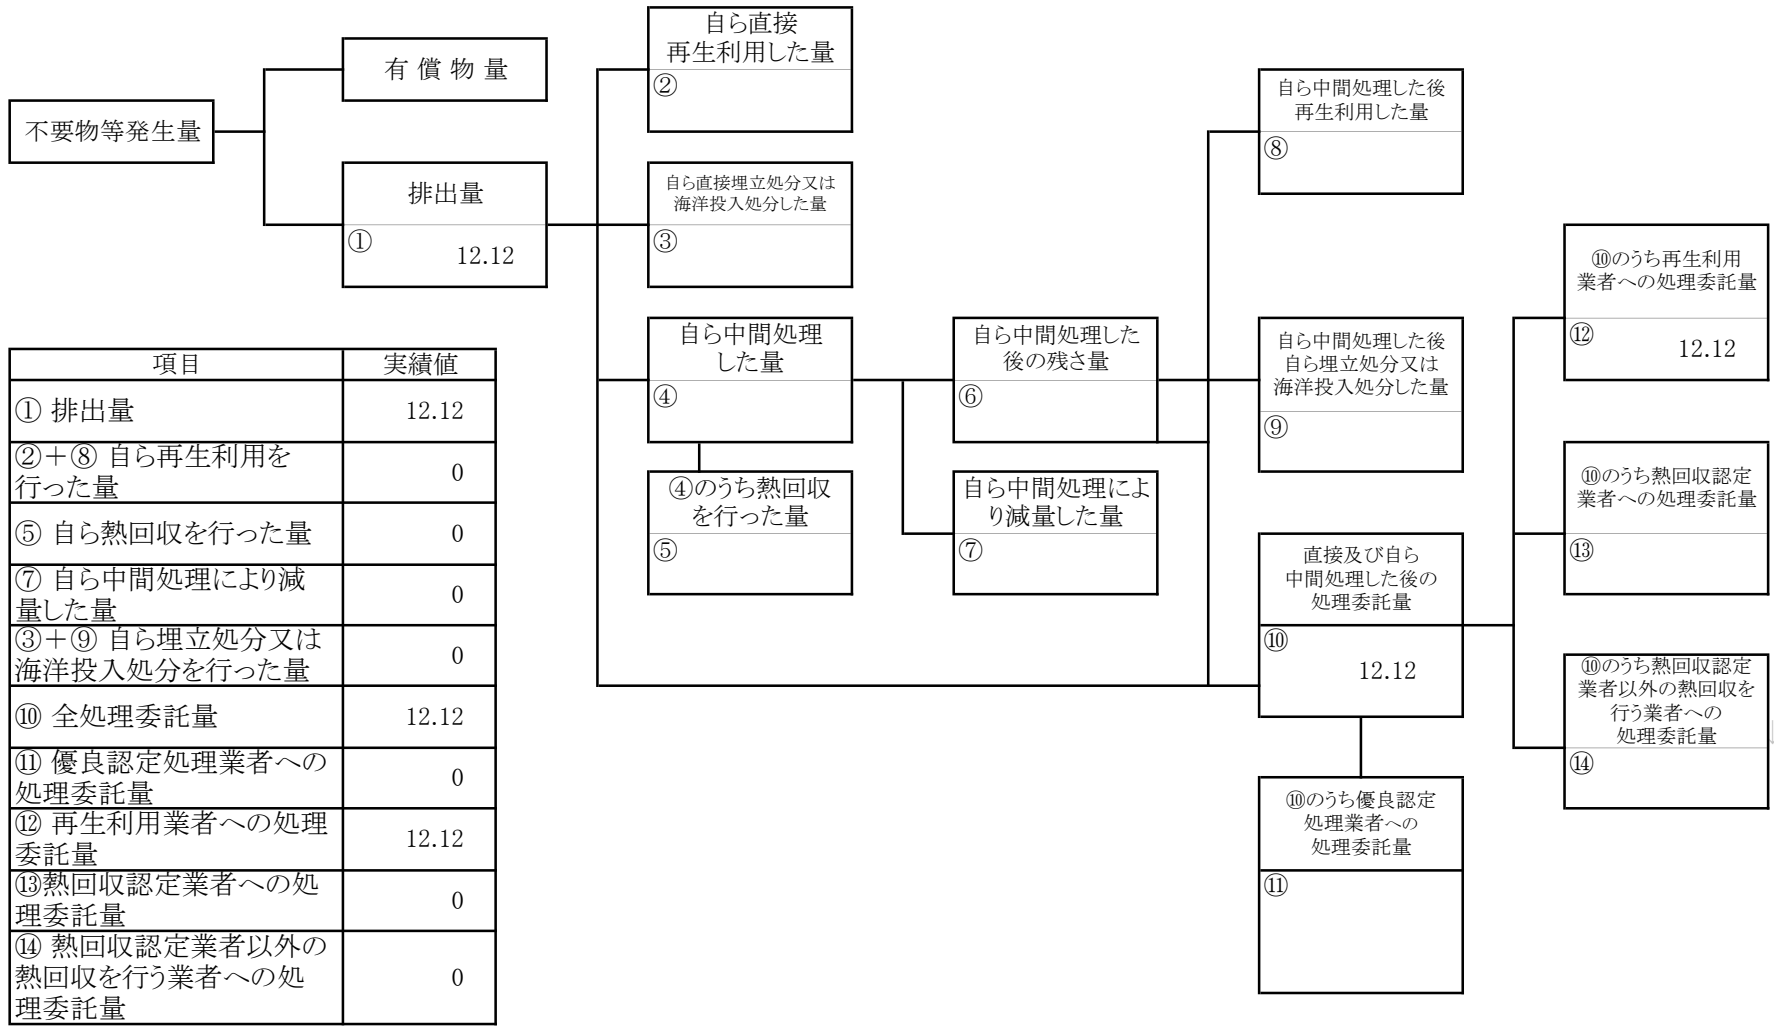 不要物等発生量
有 償 物 量
排出量
①
12.12
自ら直接
再生利用した量
②
自ら直接埋立処分又は
海洋投入処分した量
③
自ら中間処理
した量
④
④のうち熱回収
を行った量
⑤
自ら中間処理した
後の残さ量
⑥
自ら中間処理によ
り減量した量
⑦
自ら中間処理した後
再生利用した量
⑧
自ら中間処理した後
自ら埋立処分又は
海洋投入処分した量
⑨
直接及び自ら
中間処理した後の
処理委託量
⑩
12.12
⑩のうち優良認定
処理業者への
処理委託量
⑪
⑩のうち再生利用
業者への処理委託量
⑫
12.12
⑩のうち熱回収認定
業者への処理委託量
⑬
⑩のうち熱回収認定
業者以外の熱回収を
行う業者への
処理委託量
⑭
項目 実績値
① 排出量 12.12
②＋⑧ 自ら再生利用を
行った量 0
⑤ 自ら熱回収を行った量 0
⑦ 自ら中間処理により減
量した量 0
③＋⑨ 自ら埋立処分又は
海洋投入処分を行った量 0
⑩ 全処理委託量 12.12
⑪ 優良認定処理業者への
処理委託量 0
⑫ 再生利用業者への処理
委託量 12.12
⑬熱回収認定業者への処
理委託量 0
⑭ 熱回収認定業者以外の
熱回収を行う業者への処 0
理委託量